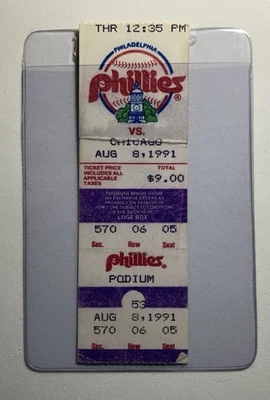 THR 12:35 PM
PHILADELPHIA
Phillies®
VS.
CHICAGO
AUG 8,1991
TICKET PRICE TOTAL
INCLUDES ALL
APPLICABLE
TAXES $9.00
LOGE BOX
570 06 05
Sec. Row Seat
Phillies
PODIUM
53
AUG 8,1991
570 06 05
Sec. Row Seat